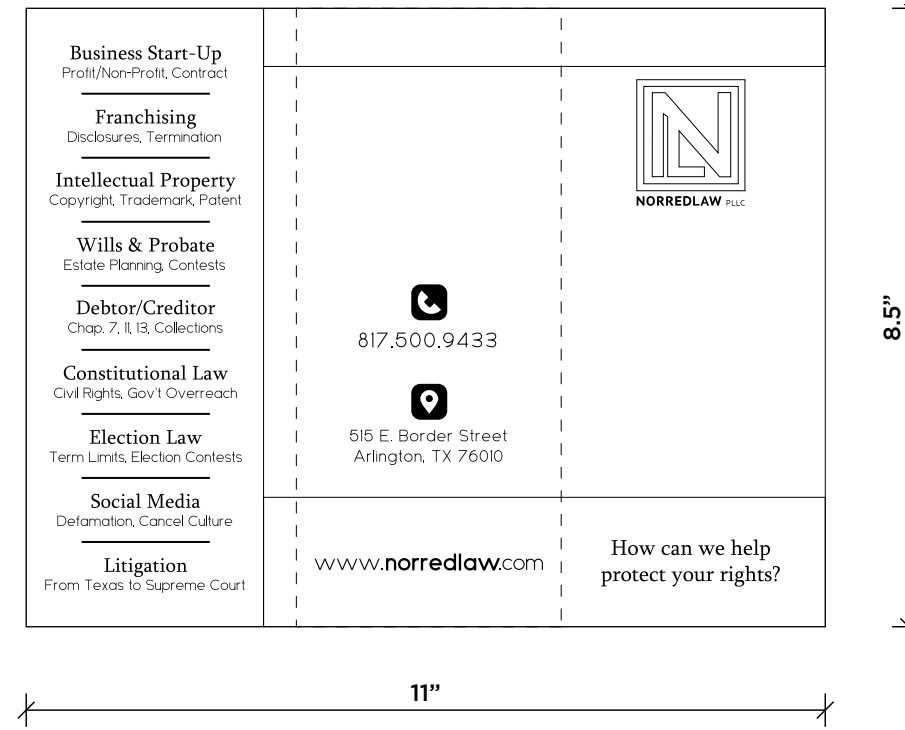 Business Start-Up
Profit/Non-Profit, Contract
Franchising
Disclosures, Termination
Intellectual Property
Copyright, Trademark, Patent
Wills & Probate
Estate Planning, Contests
Debtor/Creditor
Chap. 7, 11, 13, Collections
Constitutional Law
Civil Rights, Gov't Overreach
Election Law
Term Limits, Election Contests
Social Media
Defamation, Cancel Culture
Litigation
From Texas to Supreme Court
817.500.9433
515 E. Border Street
Arlington, TX 76010
www.norredlaw.com
NL
NORREDLAW PLLC
How can we help
protect your rights?
8.5”
11”